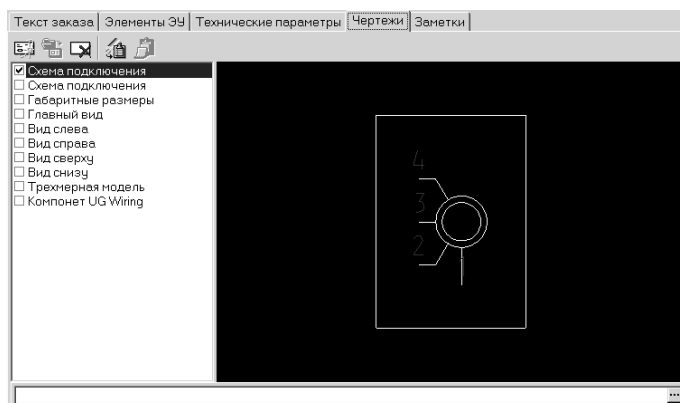 Текст заказа Элементы ЭУ Технические параметры Чертежи Заметки
Схема подключения
Схема подключения
Габаритные размеры
Главный вид
Вид слева
Вид справа
Вид сверху
Вид снизу
Трехмерная модель
Компонет UG Wiring
4
3
2
...